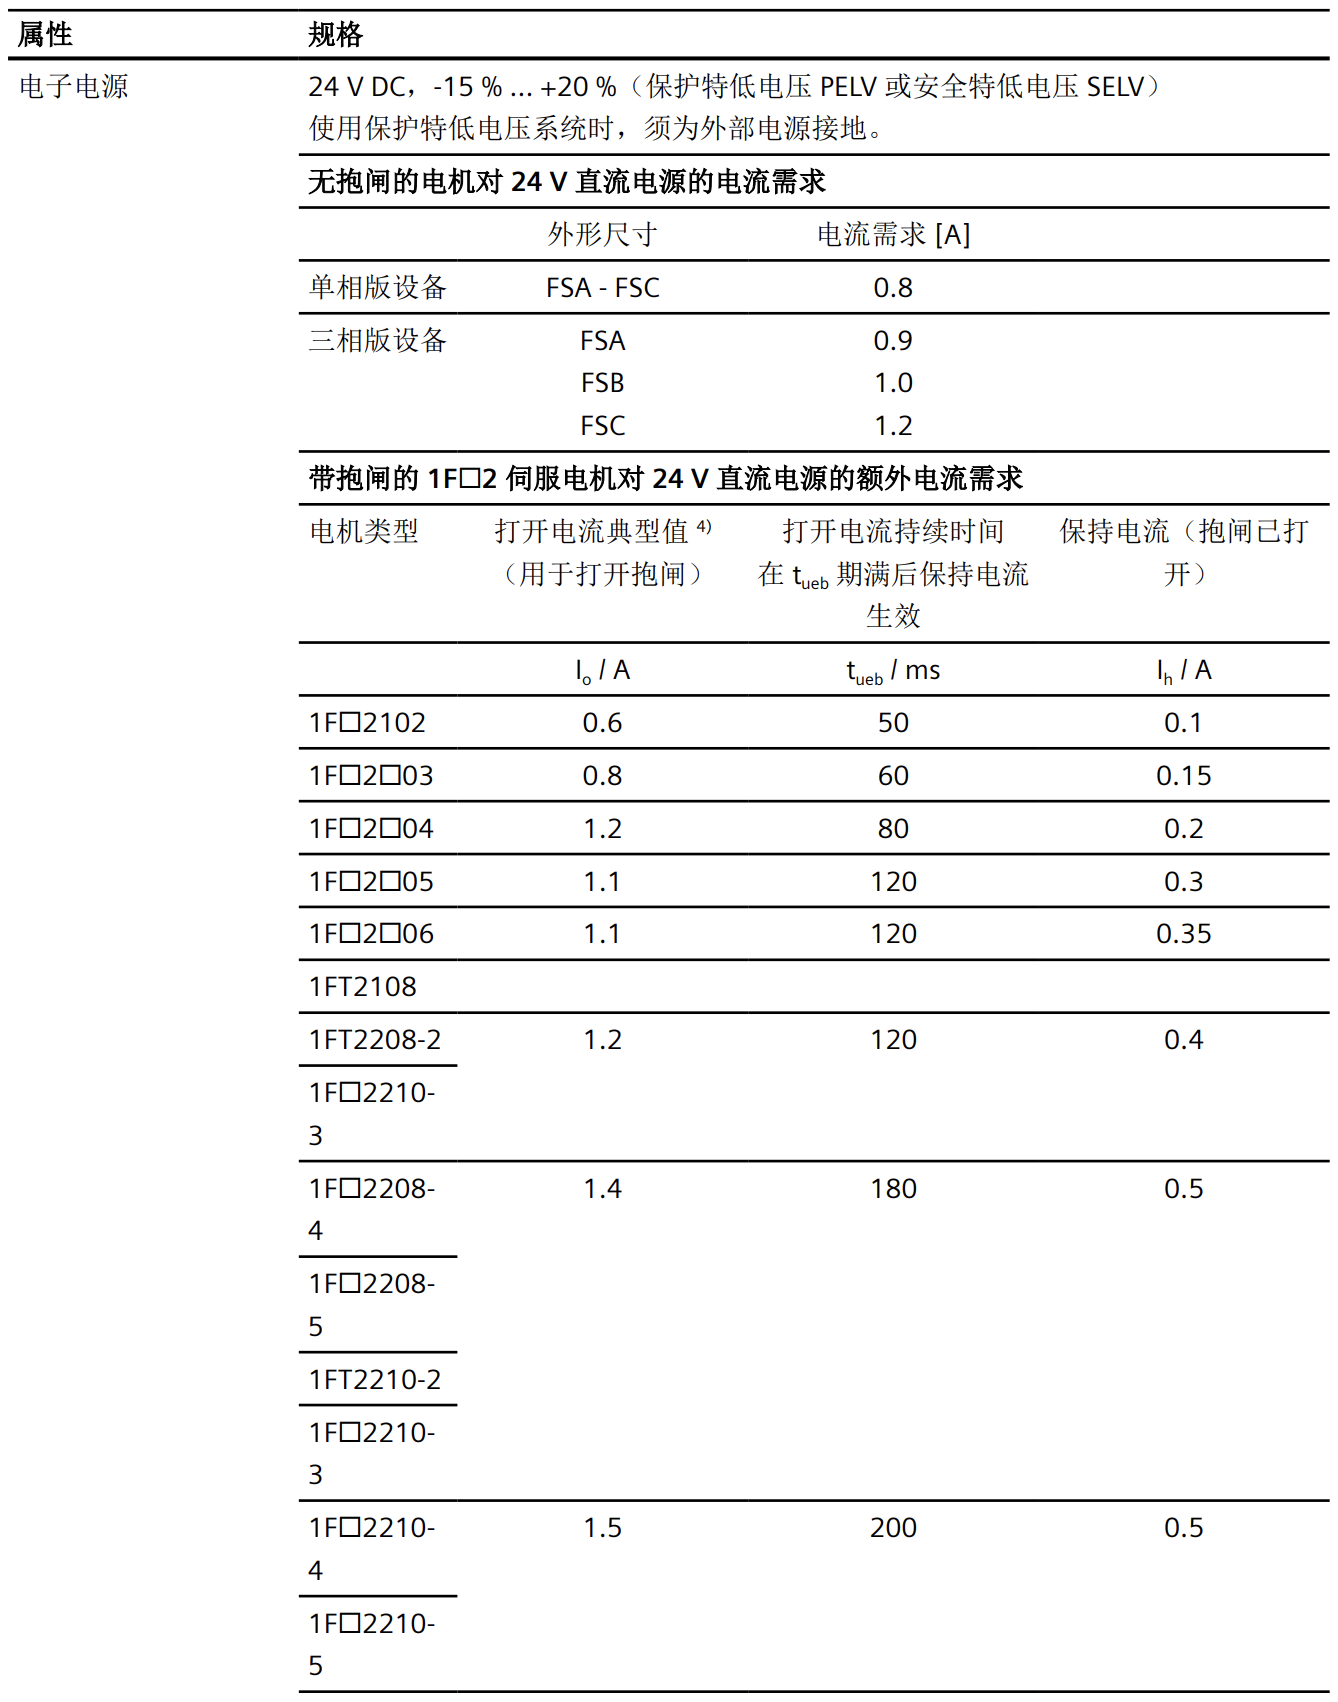 属性 规格
电子电源 24 V DC，-15 % ... +20 %（保护特低电压 PELV 或安全特低电压 SELV）
使用保护特低电压系统时，须为外部电源接地。
无抱闸的电机对 24 V 直流电源的电流需求
外形尺寸 电流需求 [A]
单相版设备 FSA - FSC 0.8
三相版设备 FSA 0.9
FSB 1.0
FSC 1.2
带抱闸的 1F□2 伺服电机对 24 V 直流电源的额外电流需求
电机类型 打开电流典型值 4) 打开电流持续时间 保持电流（抱闸已打
（用于打开抱闸） 在 tueb 期满后保持电流 开）
生效
Io / A tueb / ms Ih / A
1F□2102 0.6 50 0.1
1F□2□03 0.8 60 0.15
1F□2□04 1.2 80 0.2
1F□2□05 1.1 120 0.3
1F□2□06 1.1 120 0.35
1FT2108
1FT2208-2 1.2 120 0.4
1F□2210-
3
1F□2208- 1.4 180 0.5
4
1F□2208-
5
1FT2210-2
1F□2210-
3
1F□2210- 1.5 200 0.5
4
1F□2210-
5